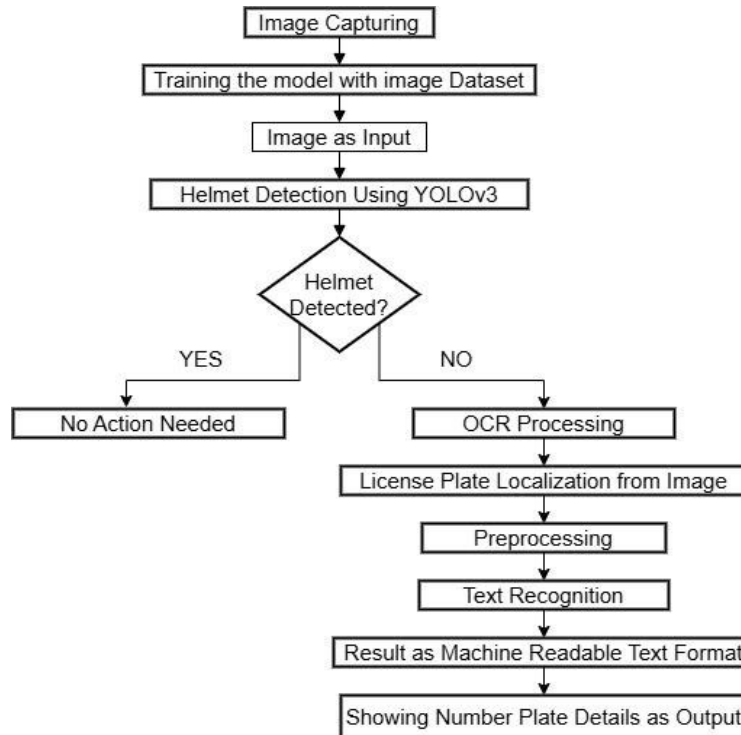 Image Capturing
Training the model with image Dataset
Image as Input
Helmet Detection Using YOLOv3
Helmet
Detected?
YES
NO
No Action Needed
OCR Processing
License Plate Localization from Image
Preprocessing
Text Recognition
Result as Machine Readable Text Format
Showing Number Plate Details as Output